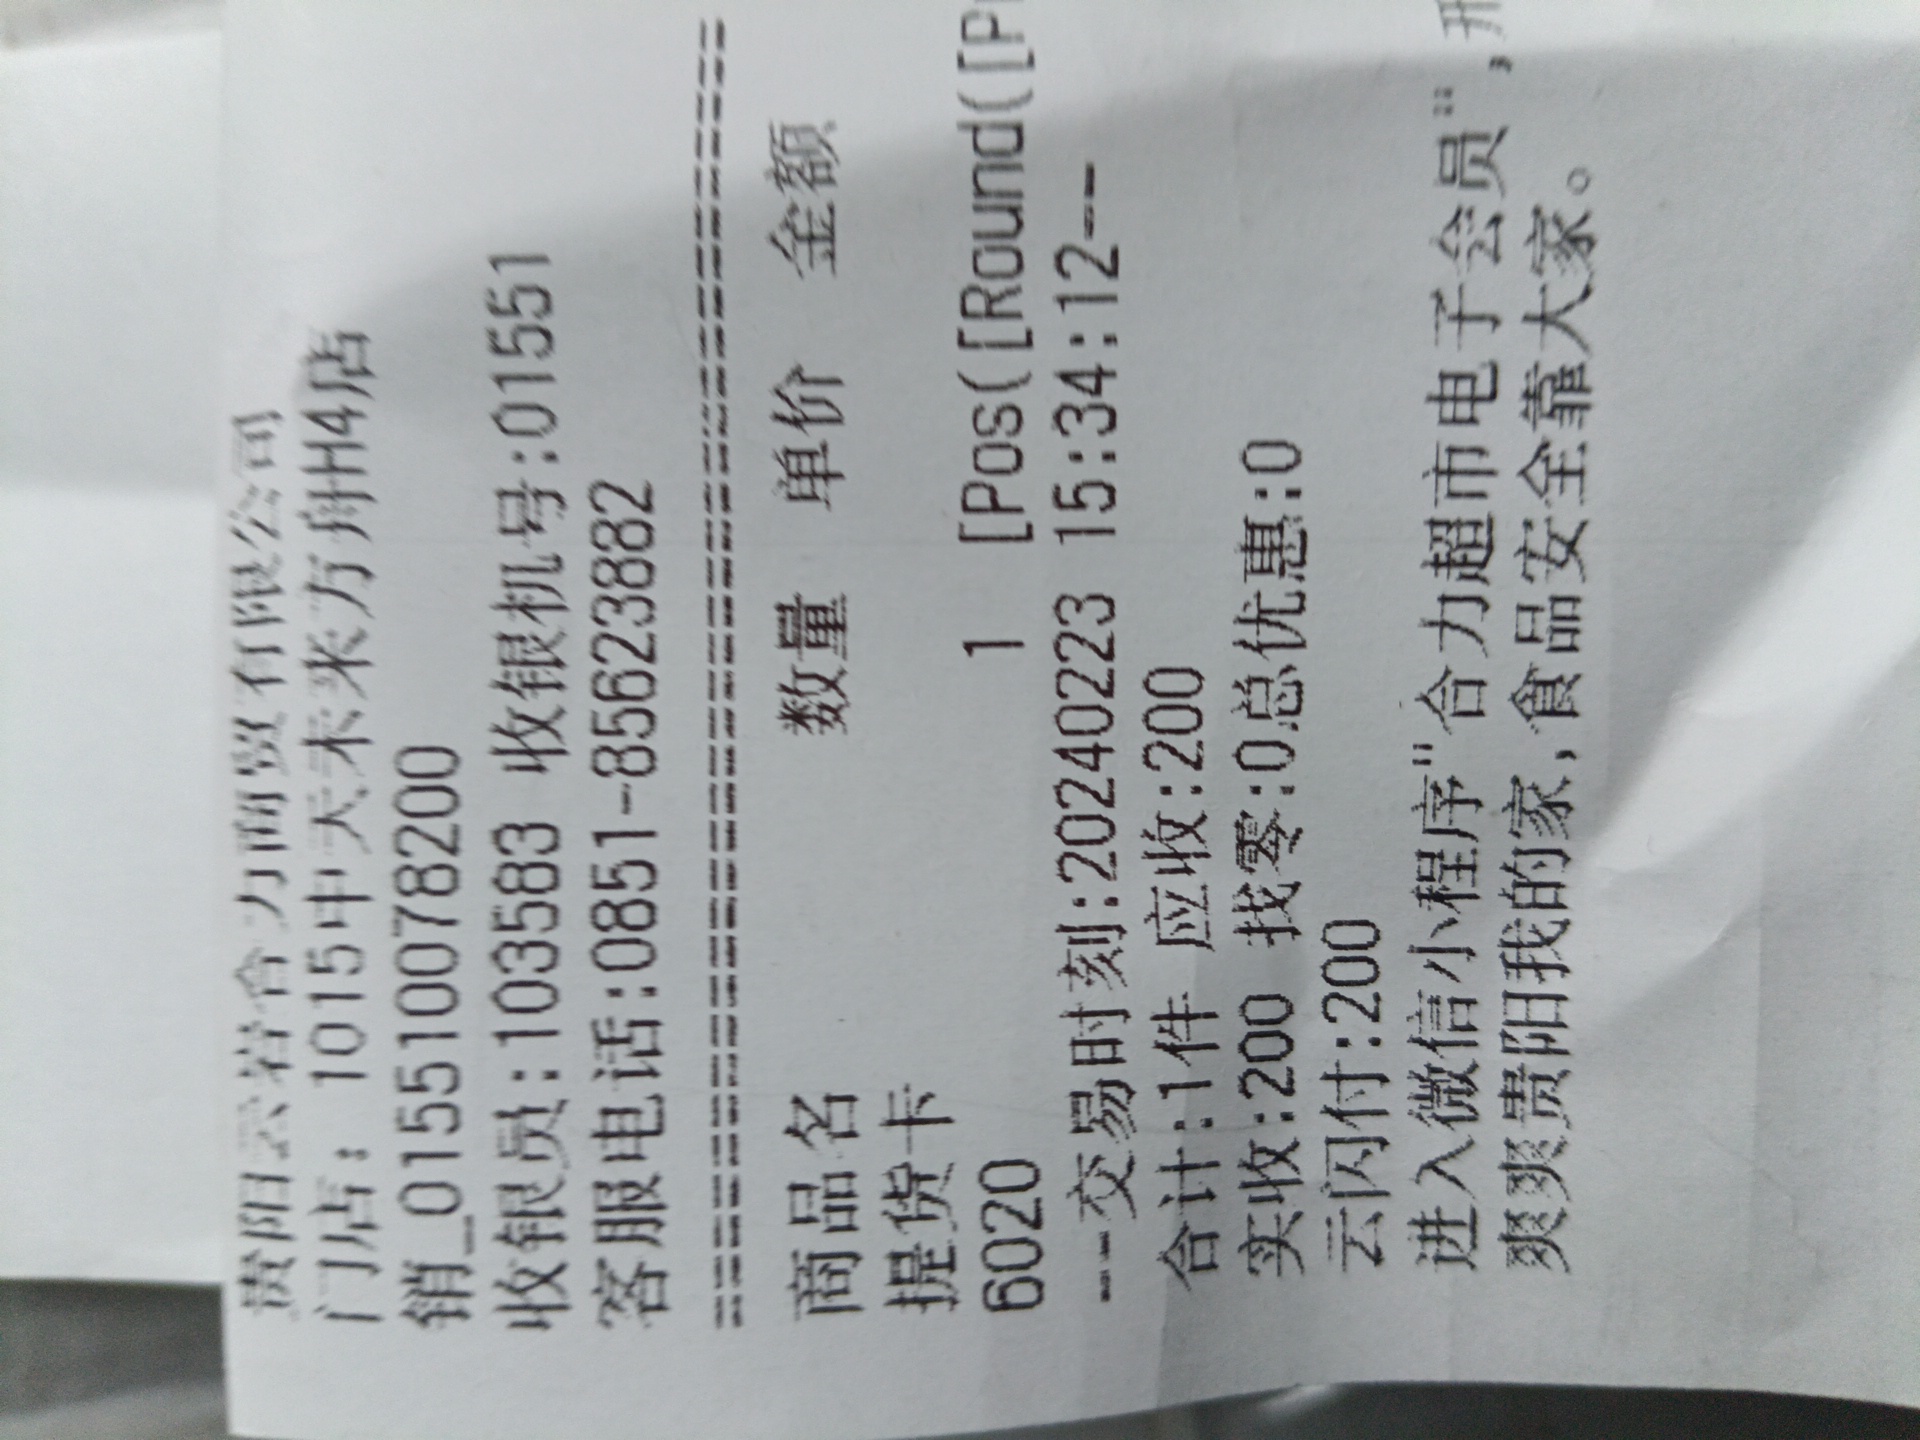 贵阳云岩合力商贸有限公司
门店: 1015中天未来方舟H4店
销_0155100782​00
收银员:103583 收银机号:01551
客服电话:0851-85623882
================================
商品名 数量 单价 金额
提货卡
6020 1 [Pos([Round([P
--交易时刻:20240223 15:34:12--
合计:1件 应收:200
实收:200 找零:0总优惠:0
云闪付:200
进入微信小程序"合力超市电子会员",
爽爽贵阳我的家,食品安全靠大家。